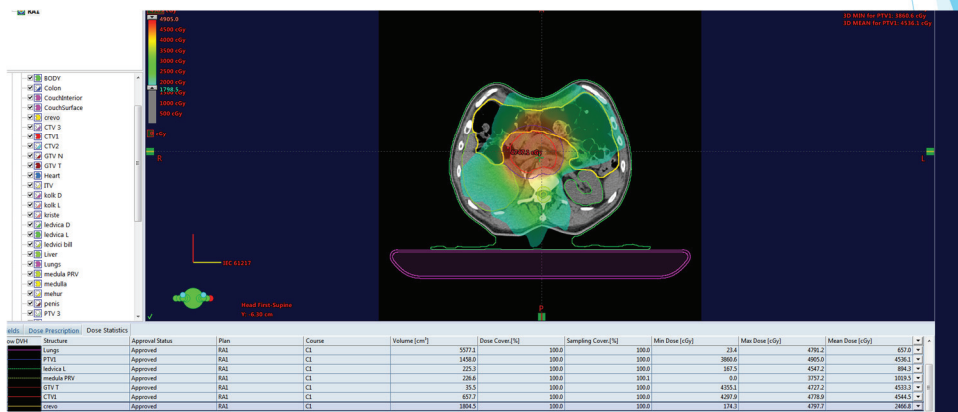 RA1
4905.0
4500 cGy
4000 cGy
3500 cGy
3000 cGy
2500 cGy
2000 cGy
1798.5
1000 cGy
500 cGy
cGy
3D MIN for PTV1: 3860.6 cGy
3D MEAN for PTV1: 4536.1 cGy
R
L
P
IEC 61217
Head First-Supine
Y: -6.30 cm
BODY
Colon
CouchInterior
CouchSurface
crevo
CTV 3
CTV1
CTV2
GTV N
GTV T
Heart
ITV
kolk D
kolk L
kriste
ledvica D
ledvica L
ledvici bill
Liver
Lungs
medula PRV
medulla
mehur
penis
PTV 3
Dose Prescription Dose Statistics
DVH Structure Approval Status Plan Course Volume [cm³] Dose Cover.[%] Sampling Cover.[%] Min Dose [cGy] Max Dose [cGy] Mean Dose [cGy]
Lungs Approved RA1 C1 5577.1 100.0 100.0 23.4 4791.2 657.0
PTV1 Approved RA1 C1 1458.0 100.0 100.0 3860.6 4905.0 4536.1
ledvica L Approved RA1 C1 225.3 100.0 100.0 167.5 4547.2 894.3
medula PRV Approved RA1 C1 226.6 100.0 100.1 0.0 3757.2 1019.5
GTV T Approved RA1 C1 35.5 100.0 100.1 4355.1 4727.2 4533.3
CTV1 Approved RA1 C1 657.7 100.0 100.0 4297.9 4778.9 4544.5
crevo Approved RA1 C1 1804.5 100.0 100.0 174.3 4797.7 2466.8